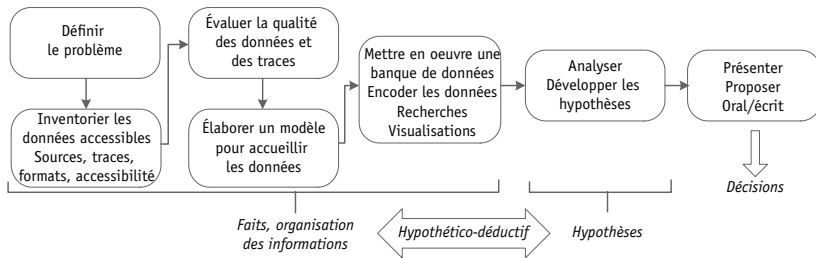 Définir
le problème
Inventorier les
données accessibles
Sources, traces,
formats, accessibilité
Évaluer la qualité
des données et
des traces
Élaborer un modèle
pour accueillir
les données
Mettre en oeuvre une
banque de données
Encoder les données
Recherches
Visualisations
Analyser
Développer les
hypothèses
Présenter
Proposer
Oral/écrit
Décisions
Faits, organisation
des informations
Hypothético-déductif
Hypothèses